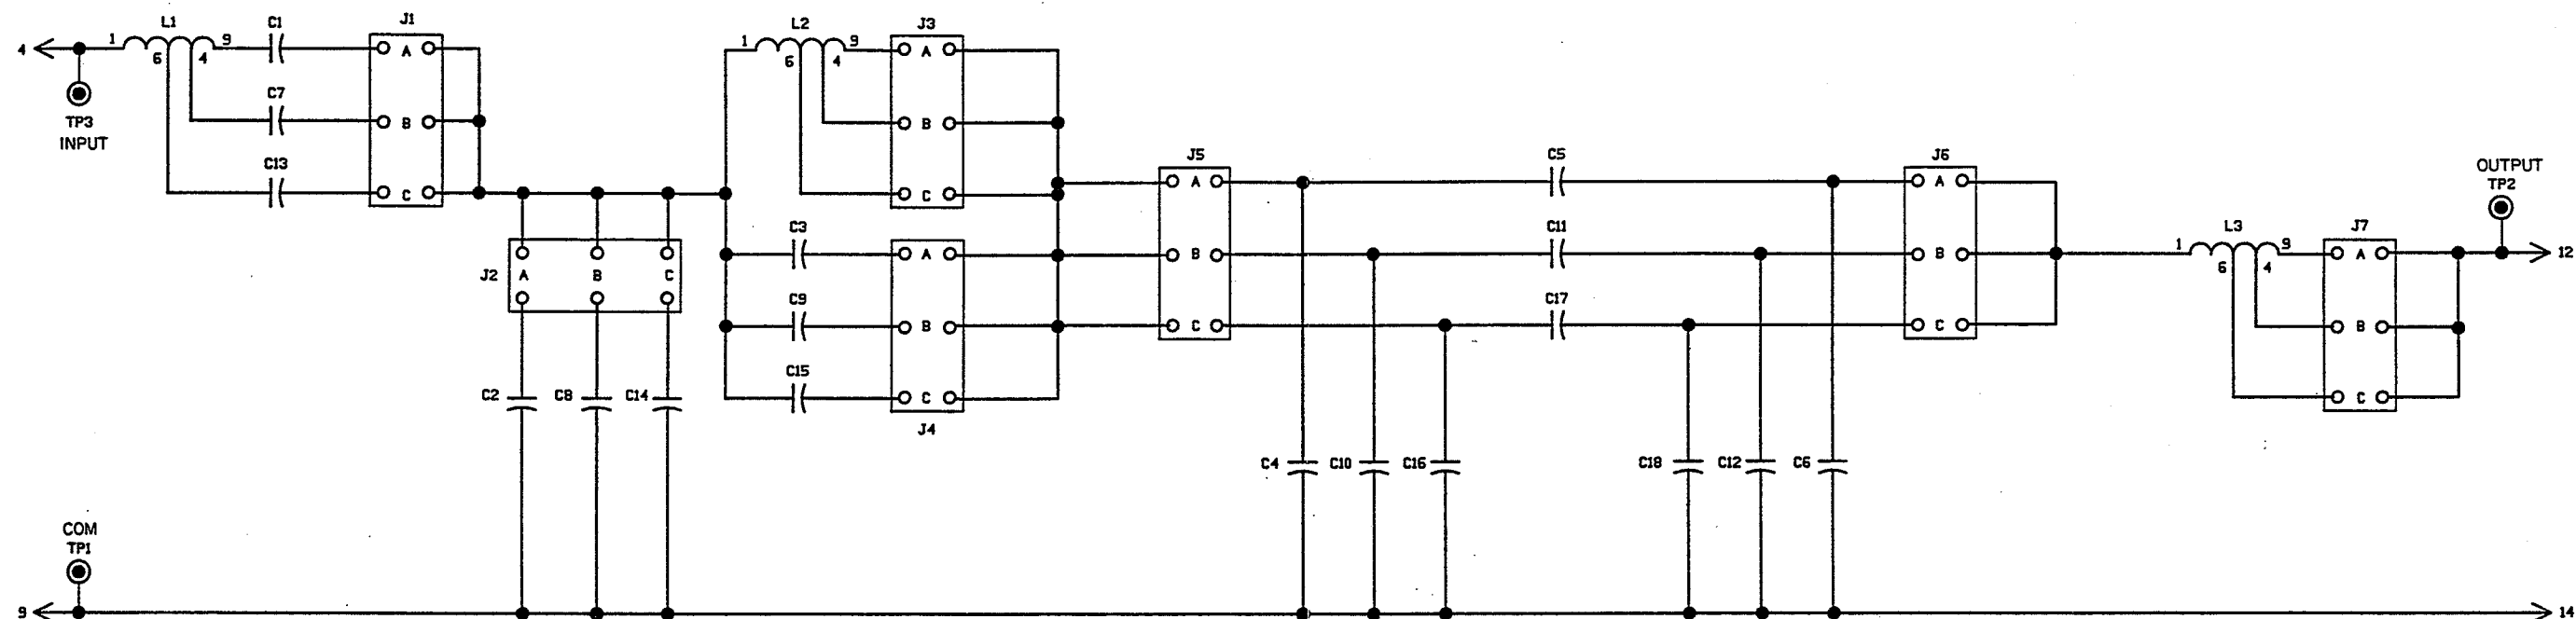 L1 C1 J1 L2 J3
4 1 6 4 9 A 1 6 4 9 A
C7
TP3 B B
INPUT
C13 J5 C5 J6 OUTPUT
TP2
C C A A
C3 C11 L3 J7
J2 A B C A B B 1 6 4 9 A 12
C9 C17
B C C B
C15
C2 C8 C14 C C
J4
C4 C10 C16 C18 C12 C6
COM
TP1
9 14